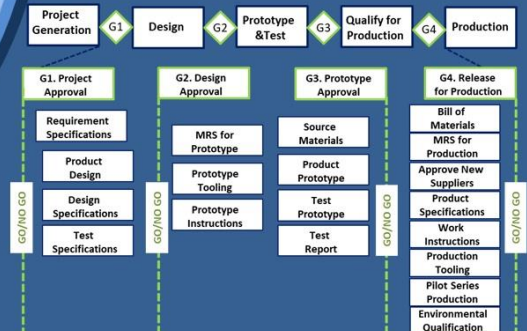 Project
Generation
G1
Design
G2
Prototype
&Test
G3
Qualify for
Production
G4
Production
G1. Project
Approval
G2. Design
Approval
G3. Prototype
Approval
G4. Release
for Production
GO/NO GO
Requirement
Specifications
Product
Design
Design
Specifications
Test
Specifications
GO/NO GO
MRS for
Prototype
Prototype
Tooling
Prototype
Instructions
Source
Materials
Product
Prototype
Test
Prototype
Test
Report
GO/NO GO
Bill of
Materials
MRS for
Production
Approve New
Suppliers
Product
Specifications
Work
Instructions
Production
Tooling
Pilot Series
Production
Environmental
Qualification
GO/NO GO